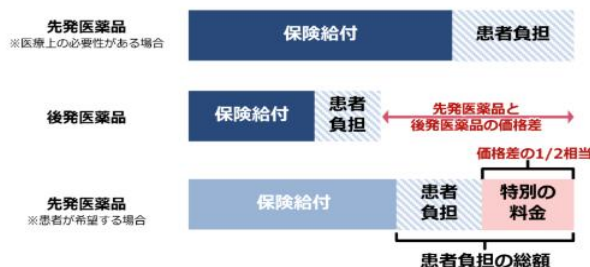 先発医薬品
※医療上の必要性がある場合
保険給付
患者負担
後発医薬品
保険給付
患者
負担
先発医薬品と
後発医薬品の価格差
価格差の1/2相当
先発医薬品
※患者が希望する場合
保険給付
患者
負担
特別の
料金
患者負担の総額